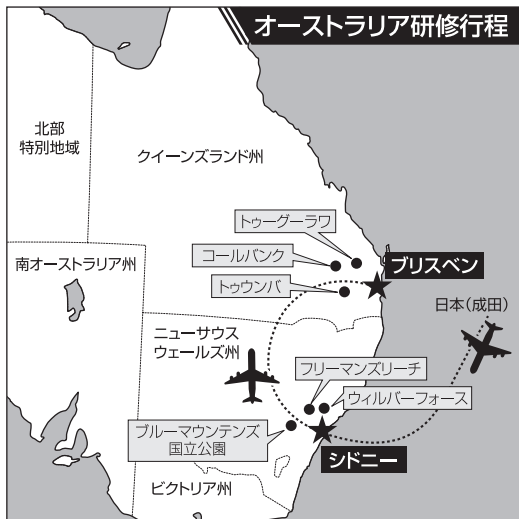 オーストラリア研修行程
北部
特別地域
クイーンズランド州
トゥーグーラワ
コールバンク
南オーストラリア州
ブリスベン
トゥウンバ
日本(成田)
ニューサウス
ウェールズ州
フリーマンズリーチ
ウィルバーフォース
ブルーマウンテンズ
国立公園
シドニー
ビクトリア州